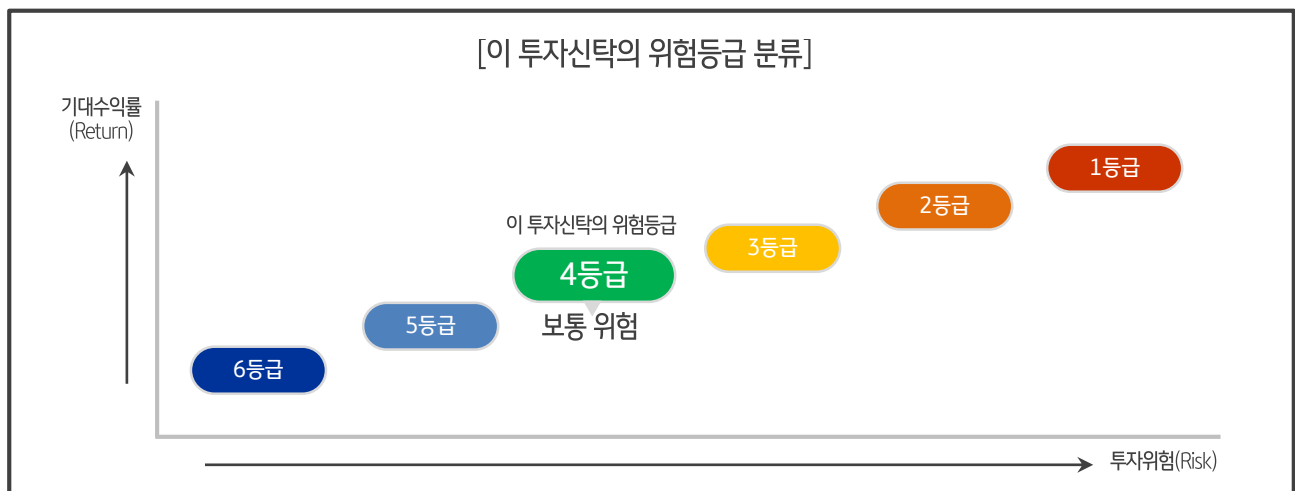 [이 투자신탁의 위험등급 분류]
기대수익률
(Return)
1등급
2등급
이 투자신탁의 위험등급
3등급
4등급
보통 위험
5등급
6등급
투자위험(Risk)